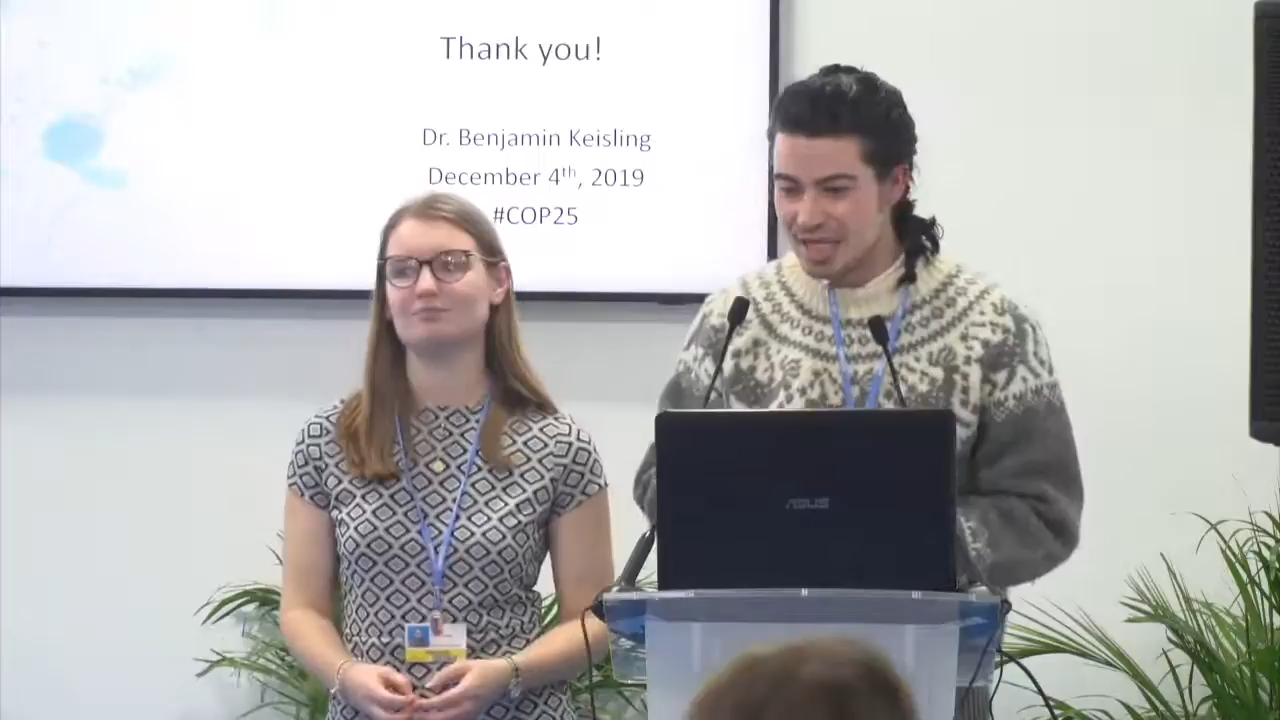 Thank you!
Dr. Benjamin Keisling
December 4th, 2019
#COP25
ASUS